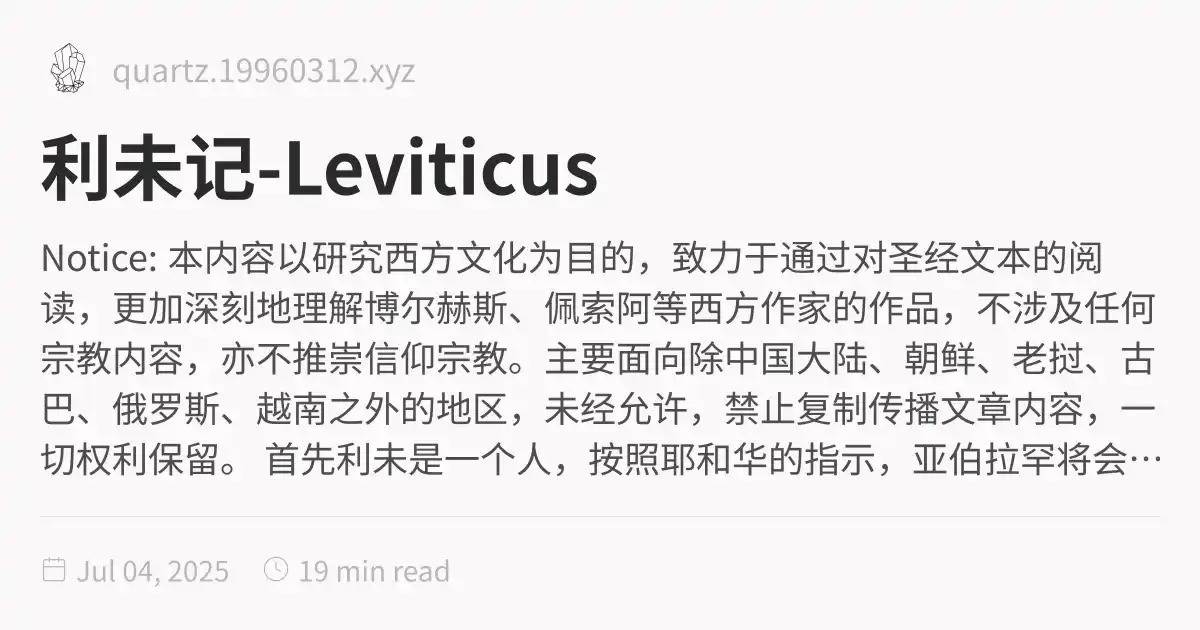 quartz.19960312.xyz
利未记-Leviticus
Notice: 本内容以研究西方文化为目的，致力于通过对圣经文本的阅
读，更加深刻地理解博尔赫斯、佩索阿等西方作家的作品，不涉及任何
宗教内容，亦不推崇信仰宗教。主要面向除中国大陆、朝鲜、老挝、古
巴、俄罗斯、越南之外的地区，未经允许，禁止复制传播文章内容，一
切权利保留。 首先利未是一个人，按照耶和华的指示，亚伯拉罕将会…
Jul 04, 2025 19 min read